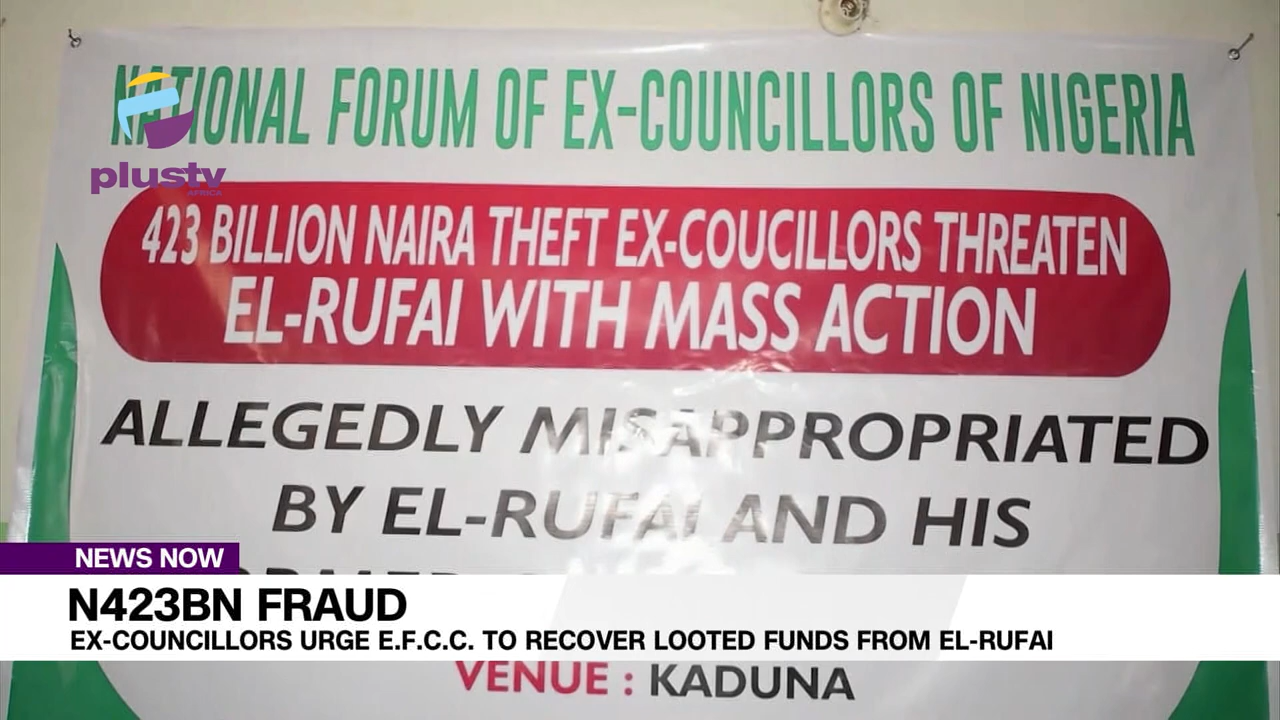 NATIONAL FORUM OF EX-COUNCILLORS OF NIGERIA
plustv
AFRICA
423 BILLION NAIRA THEFT EX-COUCILLORS THREATEN
EL-RUFAI WITH MASS ACTION
ALLEGEDLY MISAPPROPRIATED
BY EL-RUFAI AND HIS
NEWS NOW
N423BN FRAUD
EX-COUNCILLORS URGE E.F.C.C. TO RECOVER LOOTED FUNDS FROM EL-RUFAI
VENUE : KADUNA